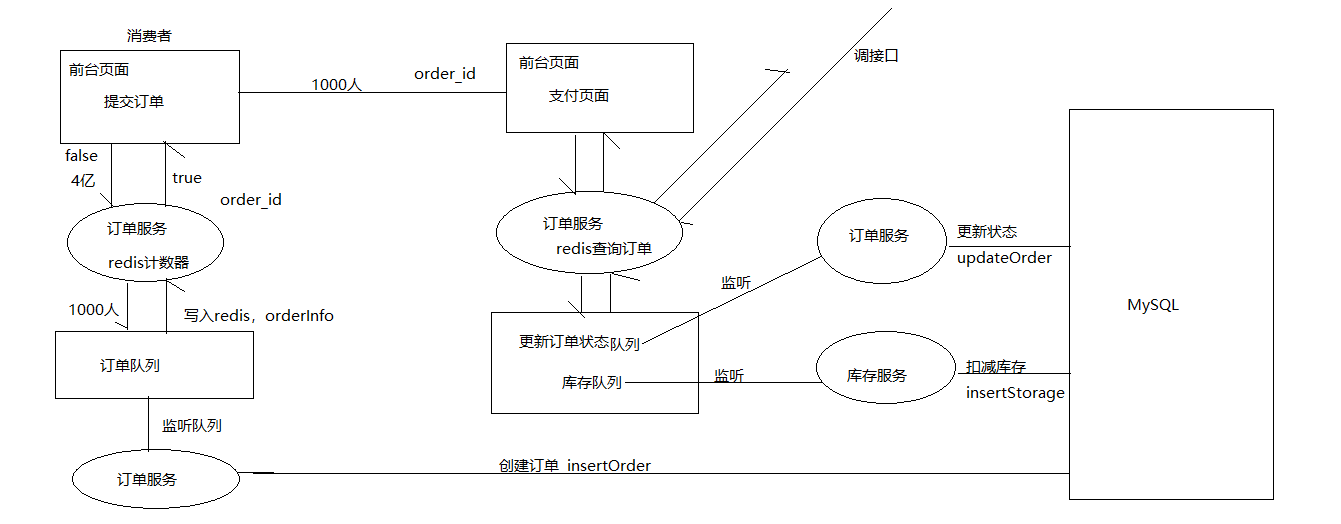 消费者
前台页面
提交订单
false
4亿
true
order_id
订单服务
redis计数器
1000人
写入redis，orderInfo
订单队列
监听队列
订单服务
1000人
order_id
前台页面
支付页面
调接口
订单服务
redis查询订单
更新订单状态队列
库存队列
监听
监听
订单服务
更新状态
updateOrder
库存服务
扣减库存
insertStorage
创建订单 insertOrder
MySQL